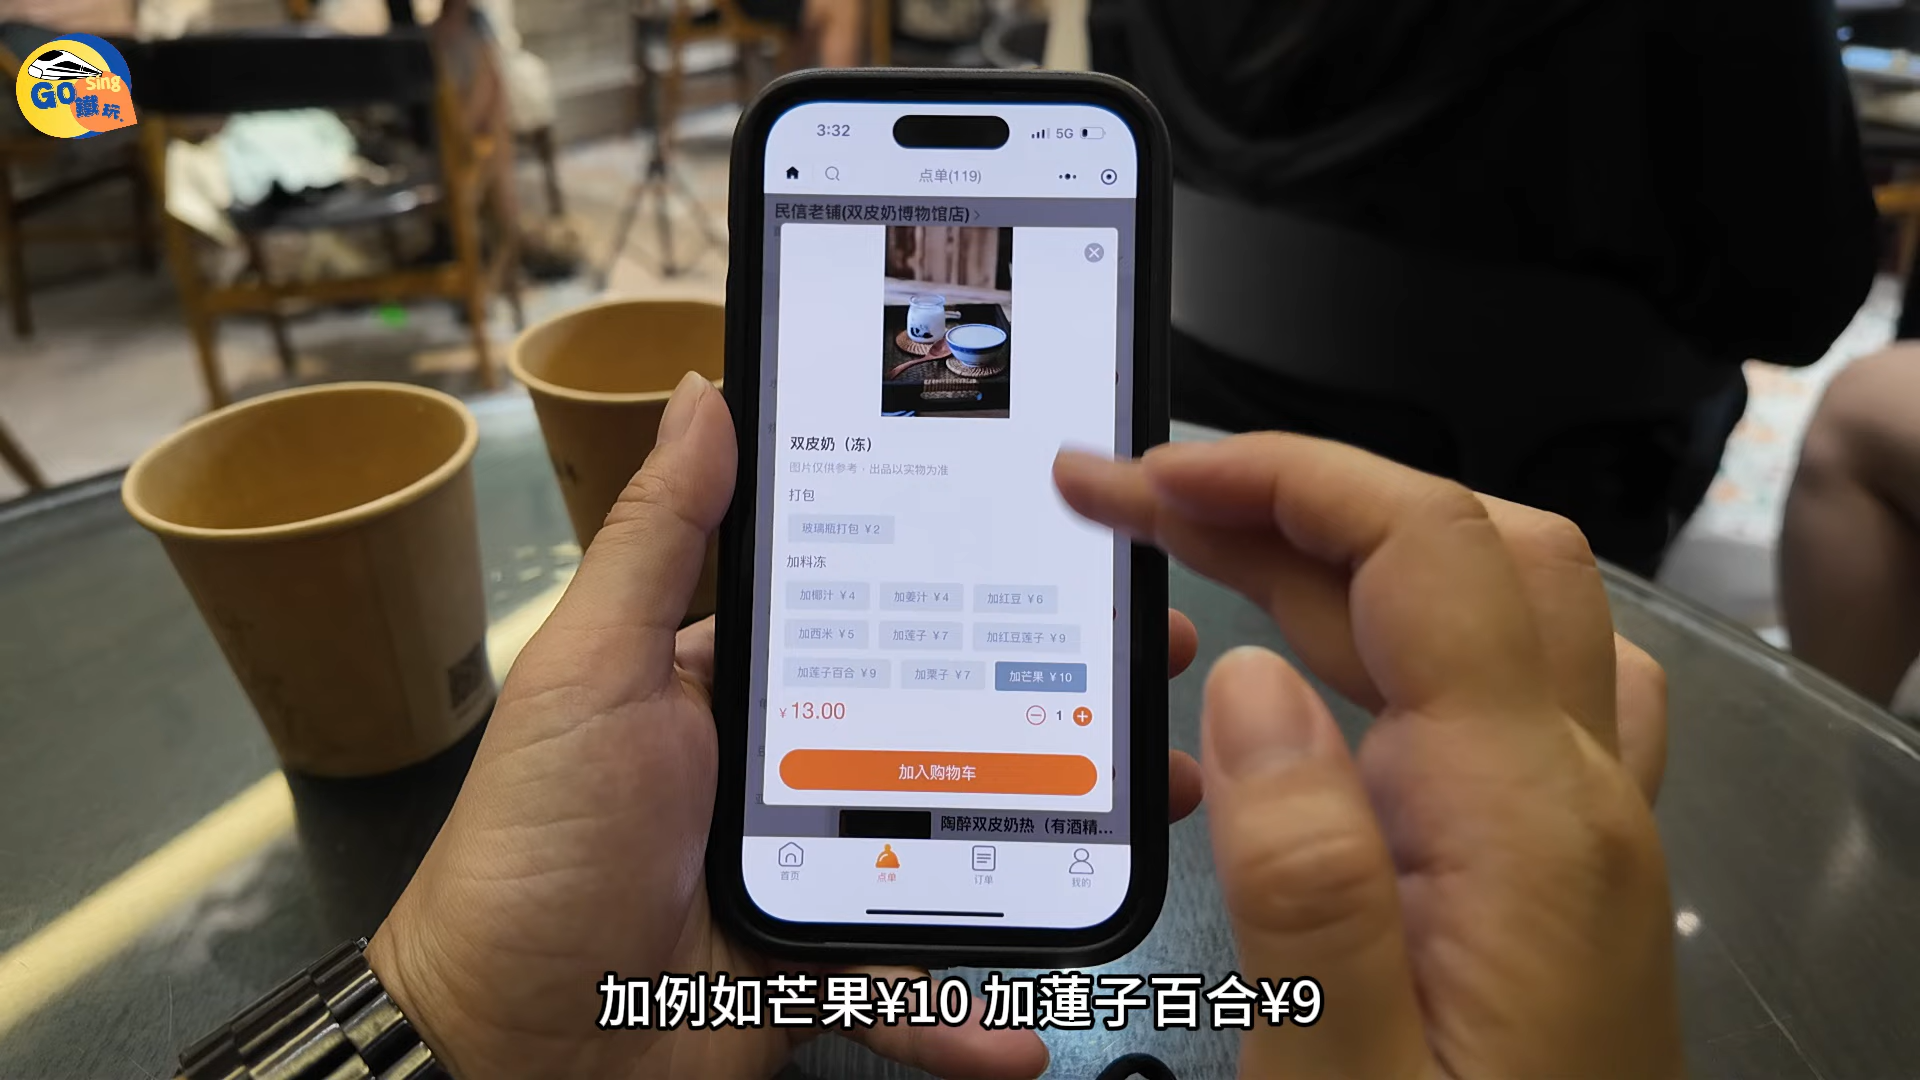 GO Sing
鐵玩.
3:32
5G
点单(119)
民信老铺(双皮奶博物馆店)
双皮奶（冻）
图片仅供参考，出品以实物为准
打包
玻璃瓶打包 ¥2
加料冻
加椰汁 ¥4
加姜汁 ¥4
加红豆 ¥6
加西米 ¥5
加莲子 ¥7
加红豆莲子 ¥9
加莲子百合 ¥9
加栗子 ¥7
加芒果 ¥10
¥13.00
1
加入购物车
陶醉双皮奶热（有酒精...
首页
点单
订单
我的
加例如芒果¥10 加蓮子百合¥9